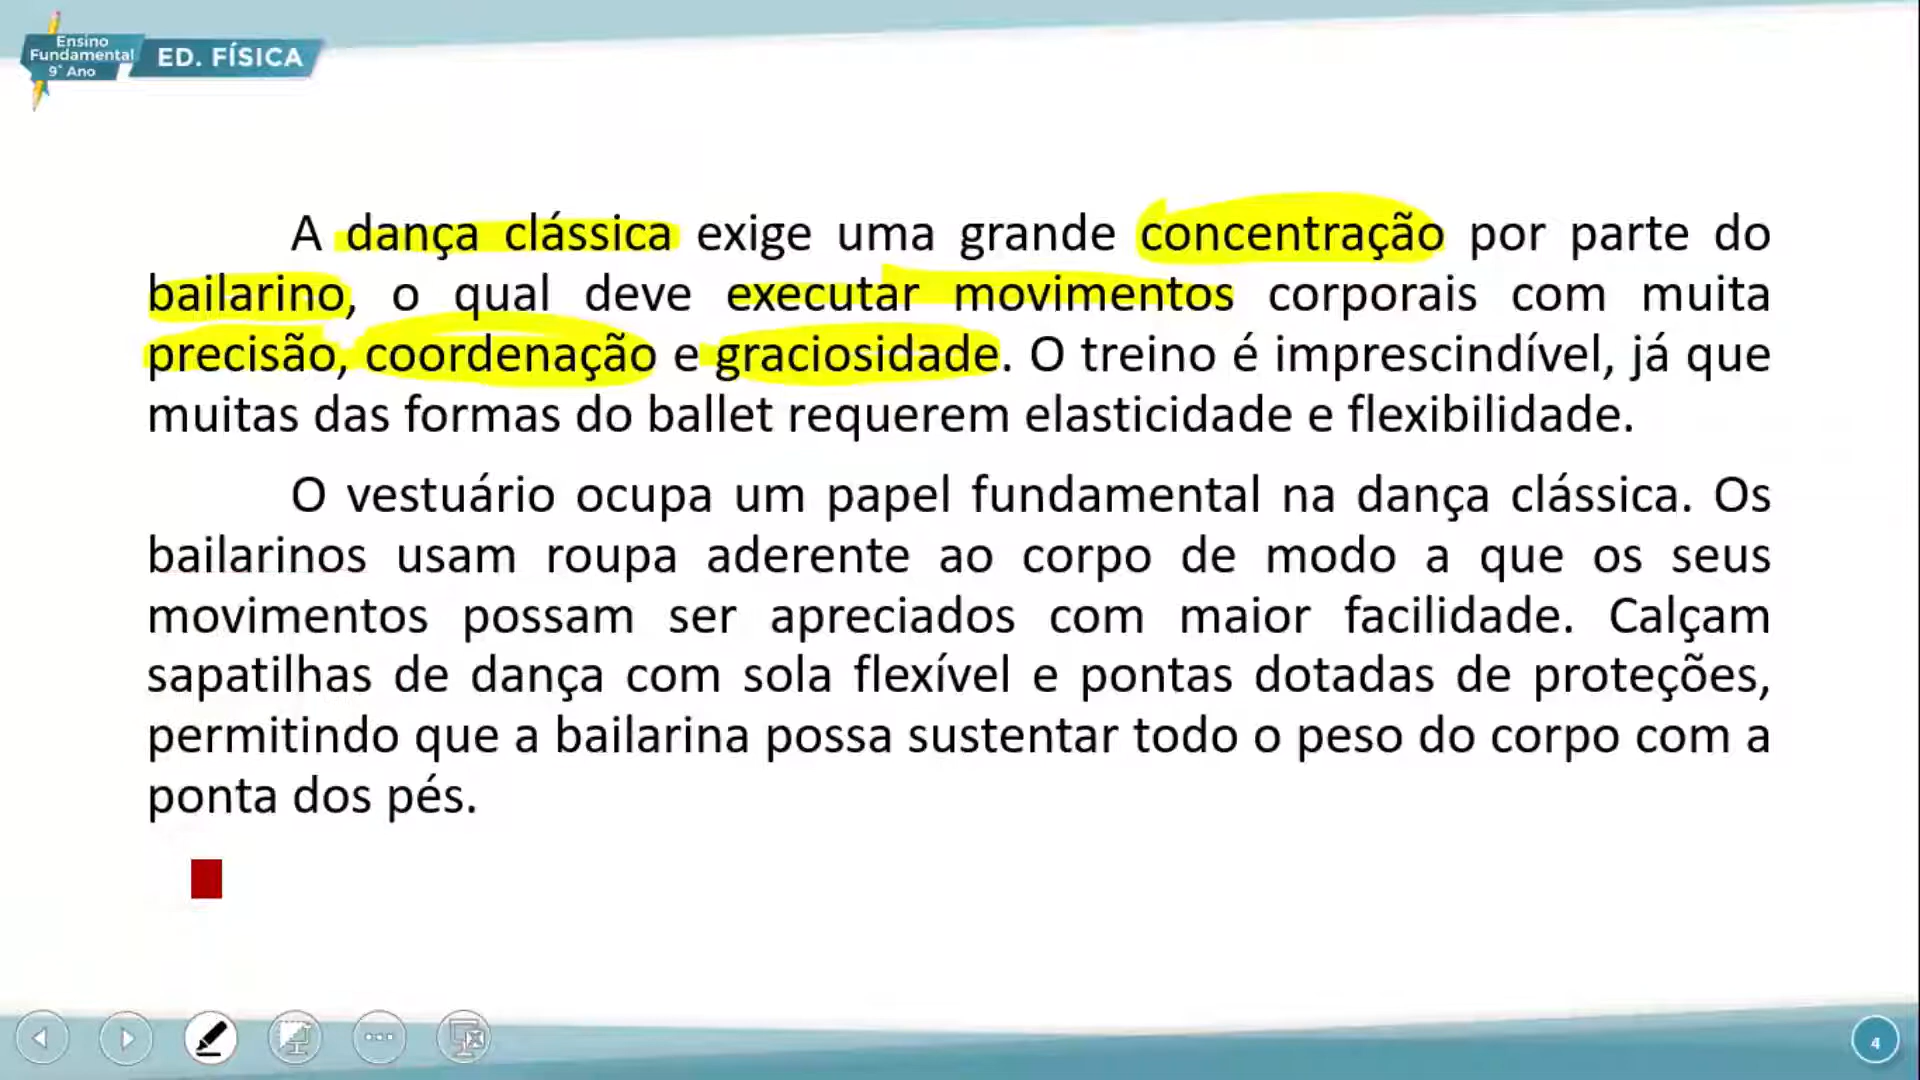 Ensino
Fundamental
9° Ano
ED. FÍSICA
A dança clássica exige uma grande concentração por parte do
bailarino, o qual deve executar movimentos corporais com muita
precisão, coordenação e graciosidade. O treino é imprescindível, já que
muitas das formas do ballet requerem elasticidade e flexibilidade.
O vestuário ocupa um papel fundamental na dança clássica. Os
bailarinos usam roupa aderente ao corpo de modo a que os seus
movimentos possam ser apreciados com maior facilidade. Calçam
sapatilhas de dança com sola flexível e pontas dotadas de proteções,
permitindo que a bailarina possa sustentar todo o peso do corpo com a
ponta dos pés.
4